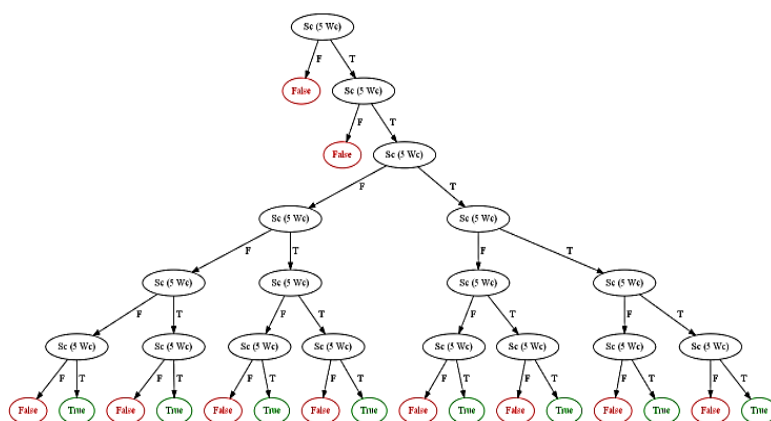 Sc (5 Wc)
F T
False Sc (5 Wc)
F T
False Sc (5 Wc)
F T
Sc (5 Wc) Sc (5 Wc)
F T F T
Sc (5 Wc) Sc (5 Wc) Sc (5 Wc) Sc (5 Wc)
F T F T F T F T
Sc (5 Wc) Sc (5 Wc) Sc (5 Wc) Sc (5 Wc) Sc (5 Wc) Sc (5 Wc) Sc (5 Wc) Sc (5 Wc)
F T F T F T F T F T F T F T F T
False True False True False True False True False True False True False True False True